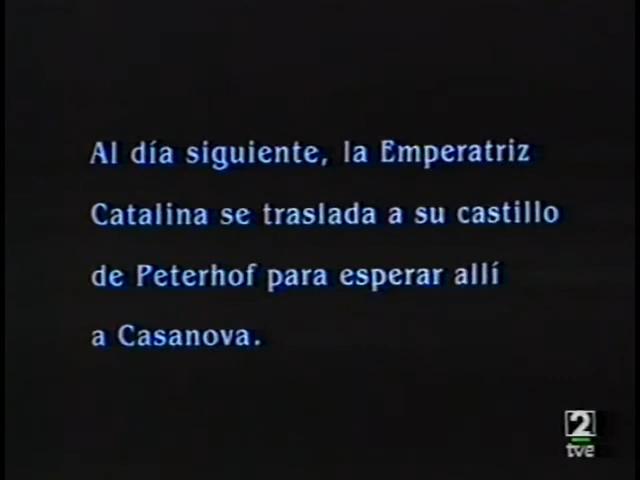 Al día siguiente, la Emperatriz
Catalina se traslada a su castillo
de Peterhof para esperar allí
a Casanova.
2
tve